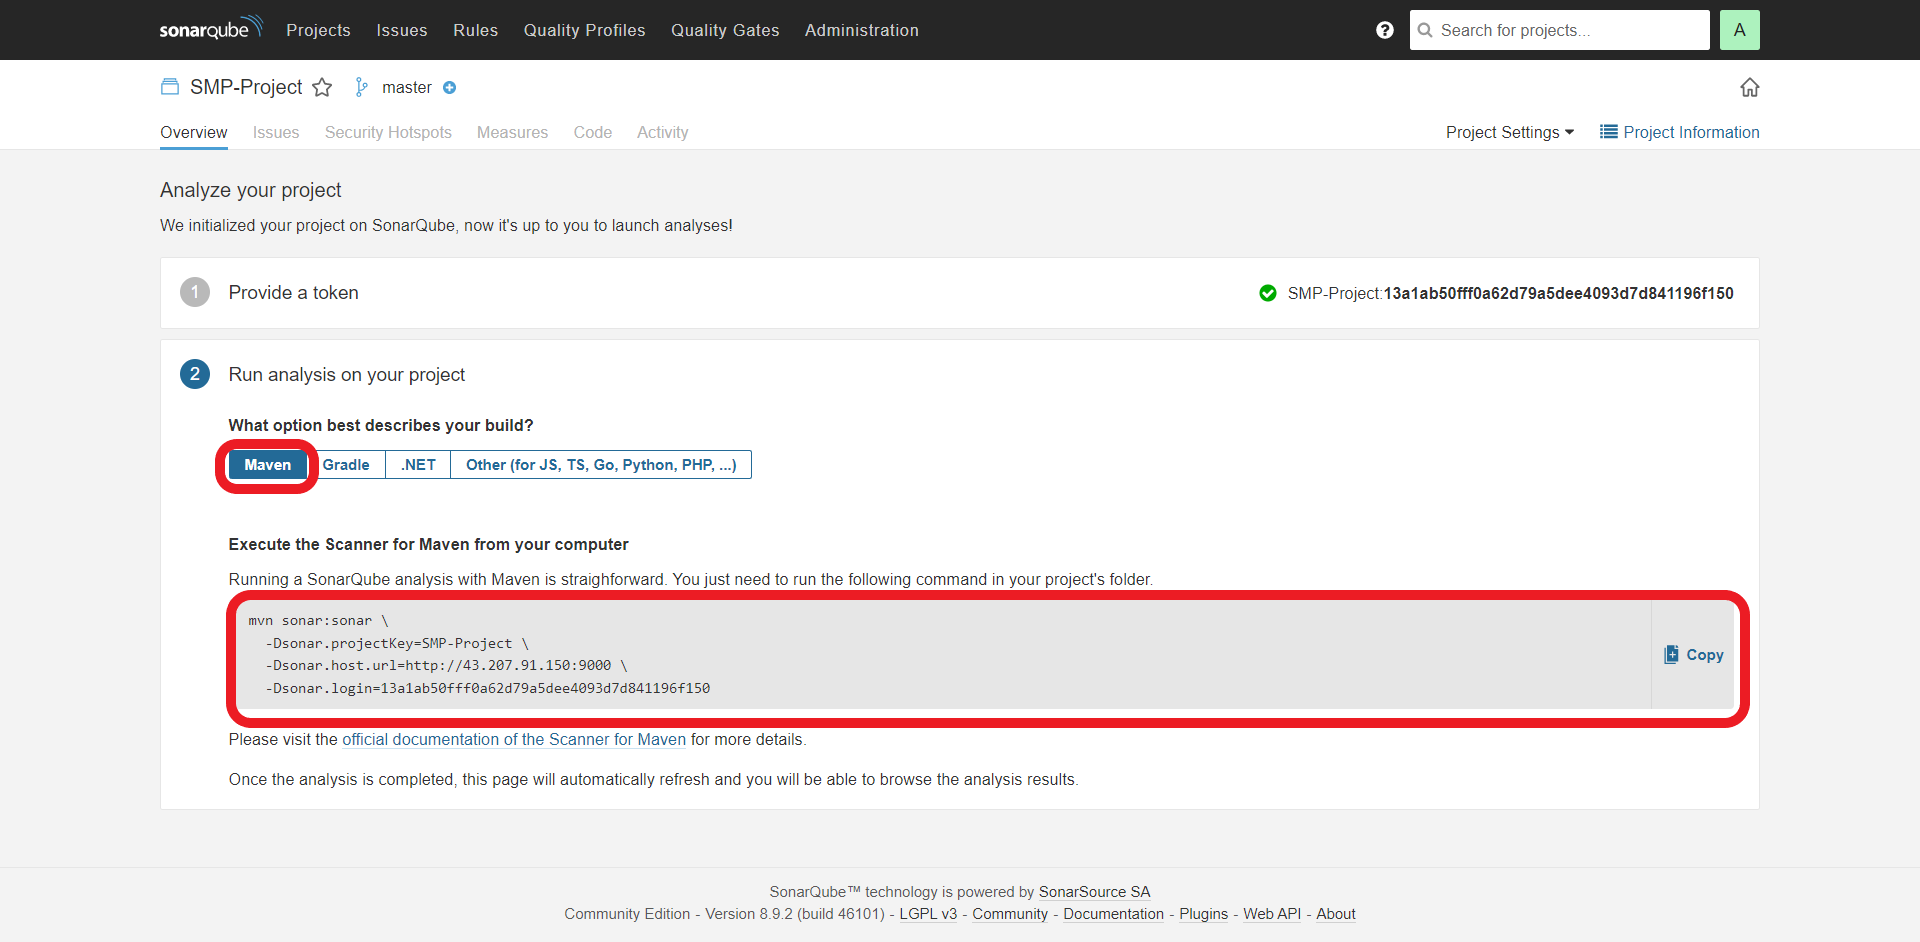 sonarqube Projects Issues Rules Quality Profiles Quality Gates Administration ? Search for projects... A
SMP-Project master
Overview Issues Security Hotspots Measures Code Activity Project Settings Project Information
Analyze your project
We initialized your project on SonarQube, now it's up to you to launch analyses!
1 Provide a token SMP-Project:13a1ab50fff0a62d79a5dee4093d7d841196f150
2 Run analysis on your project
What option best describes your build?
Maven Gradle .NET Other (for JS, TS, Go, Python, PHP, ...)
Execute the Scanner for Maven from your computer
Running a SonarQube analysis with Maven is straighforward. You just need to run the following command in your project's folder.
mvn sonar:sonar \
-Dsonar.projectKey=SMP-Project \
-Dsonar.host.url=http://43.207.91.150:9000 \
-Dsonar.login=13a1ab50fff0a62d79a5dee4093d7d841196f150
Copy
Please visit the official documentation of the Scanner for Maven for more details.
Once the analysis is completed, this page will automatically refresh and you will be able to browse the analysis results.
SonarQube™ technology is powered by SonarSource SA
Community Edition - Version 8.9.2 (build 46101) - LGPL v3 - Community - Documentation - Plugins - Web API - About